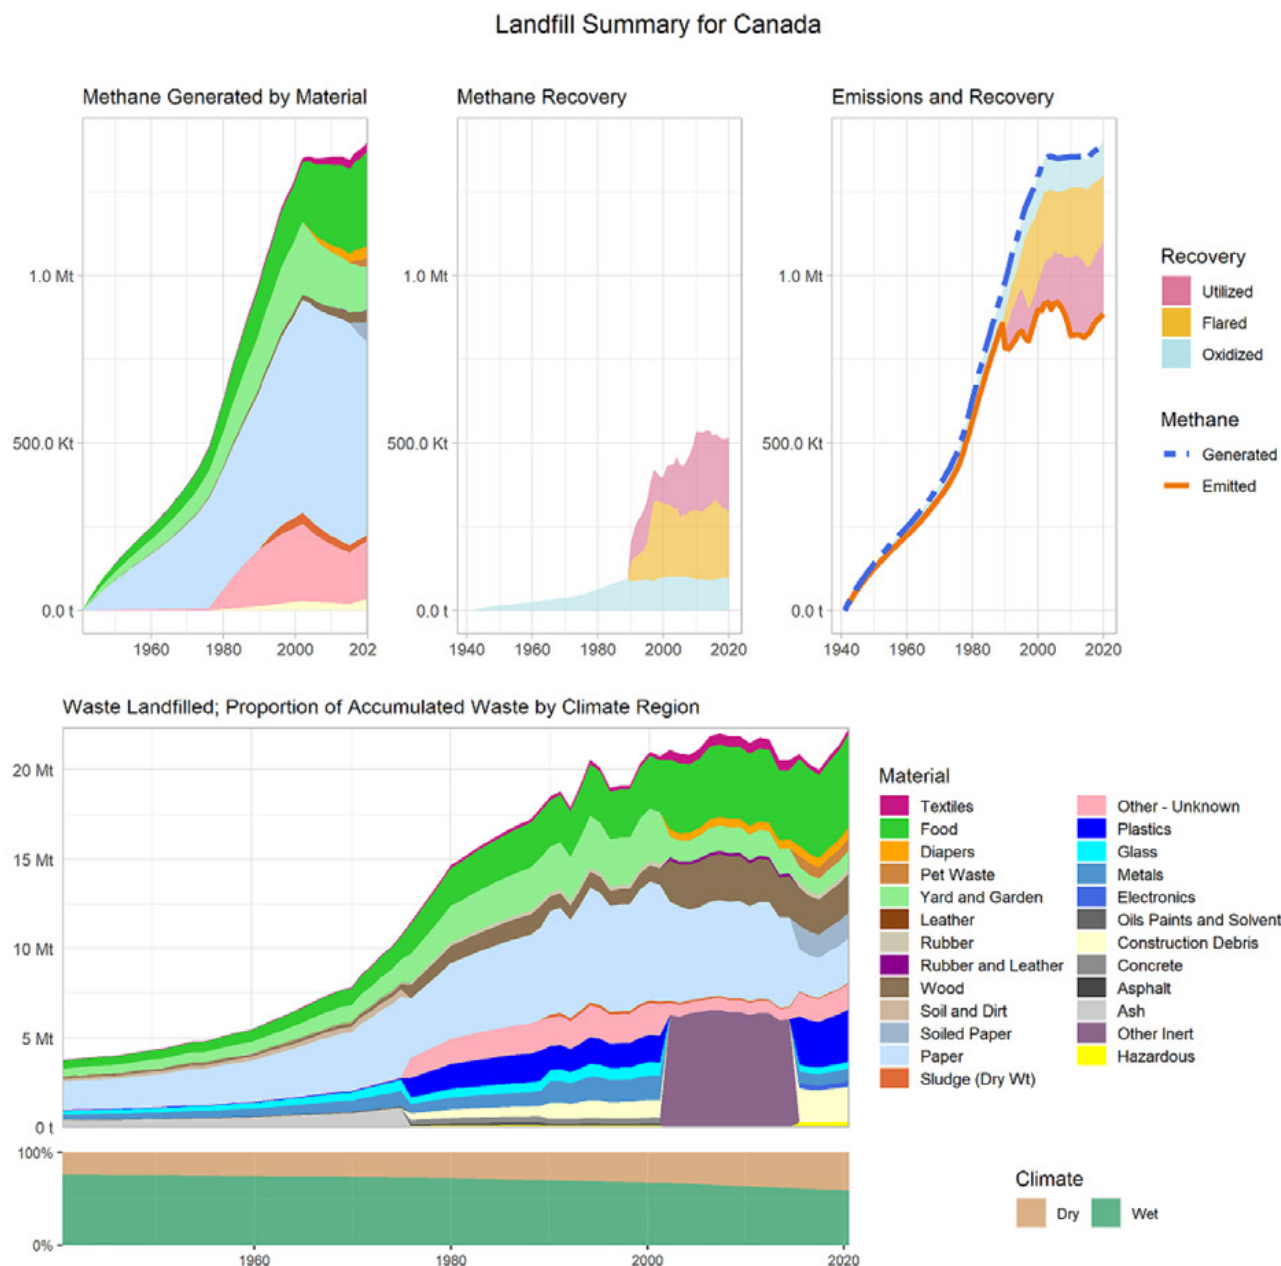 Landfill Summary for Canada
Methane Generated by Material
Methane Recovery
Emissions and Recovery
1.0 Mt
500.0 Kt
0.0 t
1960 1980 2000 202
1.0 Mt
500.0 Kt
0.0 t
1940 1960 1980 2000 2020
1.0 Mt
500.0 Kt
0.0 t
1940 1960 1980 2000 2020
Recovery
Utilized
Flared
Oxidized
Methane
Generated
Emitted
Waste Landfilled; Proportion of Accumulated Waste by Climate Region
20 Mt
15 Mt
10 Mt
5 Mt
0 t
100%
0%
1960 1980 2000 2020
Material
Textiles
Food
Diapers
Pet Waste
Yard and Garden
Leather
Rubber
Rubber and Leather
Wood
Soil and Dirt
Soiled Paper
Paper
Sludge (Dry Wt)
Other - Unknown
Plastics
Glass
Metals
Electronics
Oils Paints and Solvent
Construction Debris
Concrete
Asphalt
Ash
Other Inert
Hazardous
Climate
Dry Wet